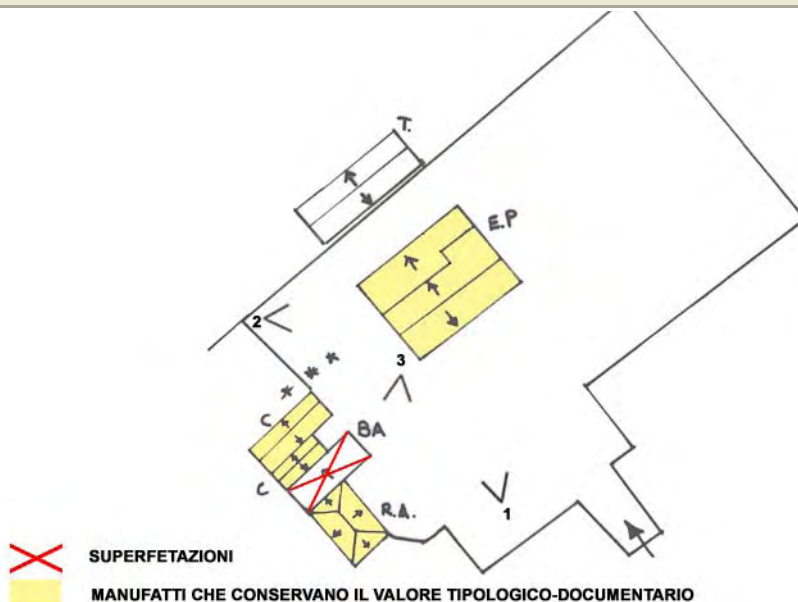 T.
E.P
2
3
C
BA
C
R.A.
1
SUPERFETAZIONI
MANUFATTI CHE CONSERVANO IL VALORE TIPOLOGICO-DOCUMENTARIO